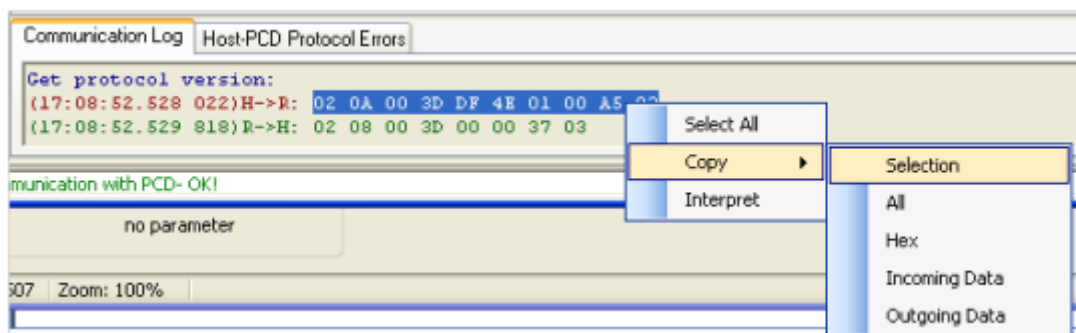 Communication Log Host-PCD Protocol Errors
Get protocol version:
(17:08:52.528 022)H->R: 02 0A 00 3D DF 4E 01 00 A5 03
(17:08:52.529 818)R->H: 02 08 00 3D 00 00 37 03
Select All
Copy Selection
munication with PCD- OK!
Interpret All
no parameter
Hex
Incoming Data
507 Zoom: 100%
Outgoing Data